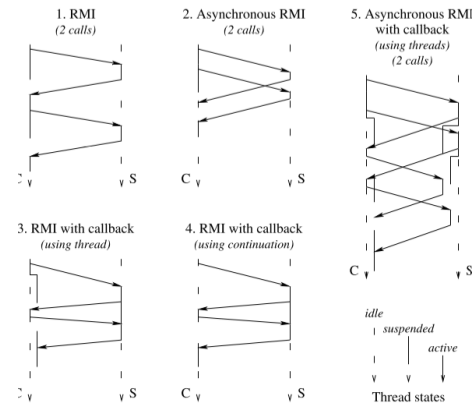 1. RMI
(2 calls)
2. Asynchronous RMI
(2 calls)
5. Asynchronous RMI
with callback
(using threads)
(2 calls)
C
S
C
S
3. RMI with callback
(using thread)
4. RMI with callback
(using continuation)
C
S
idle
suspended
active
C
S
C
S
Thread states